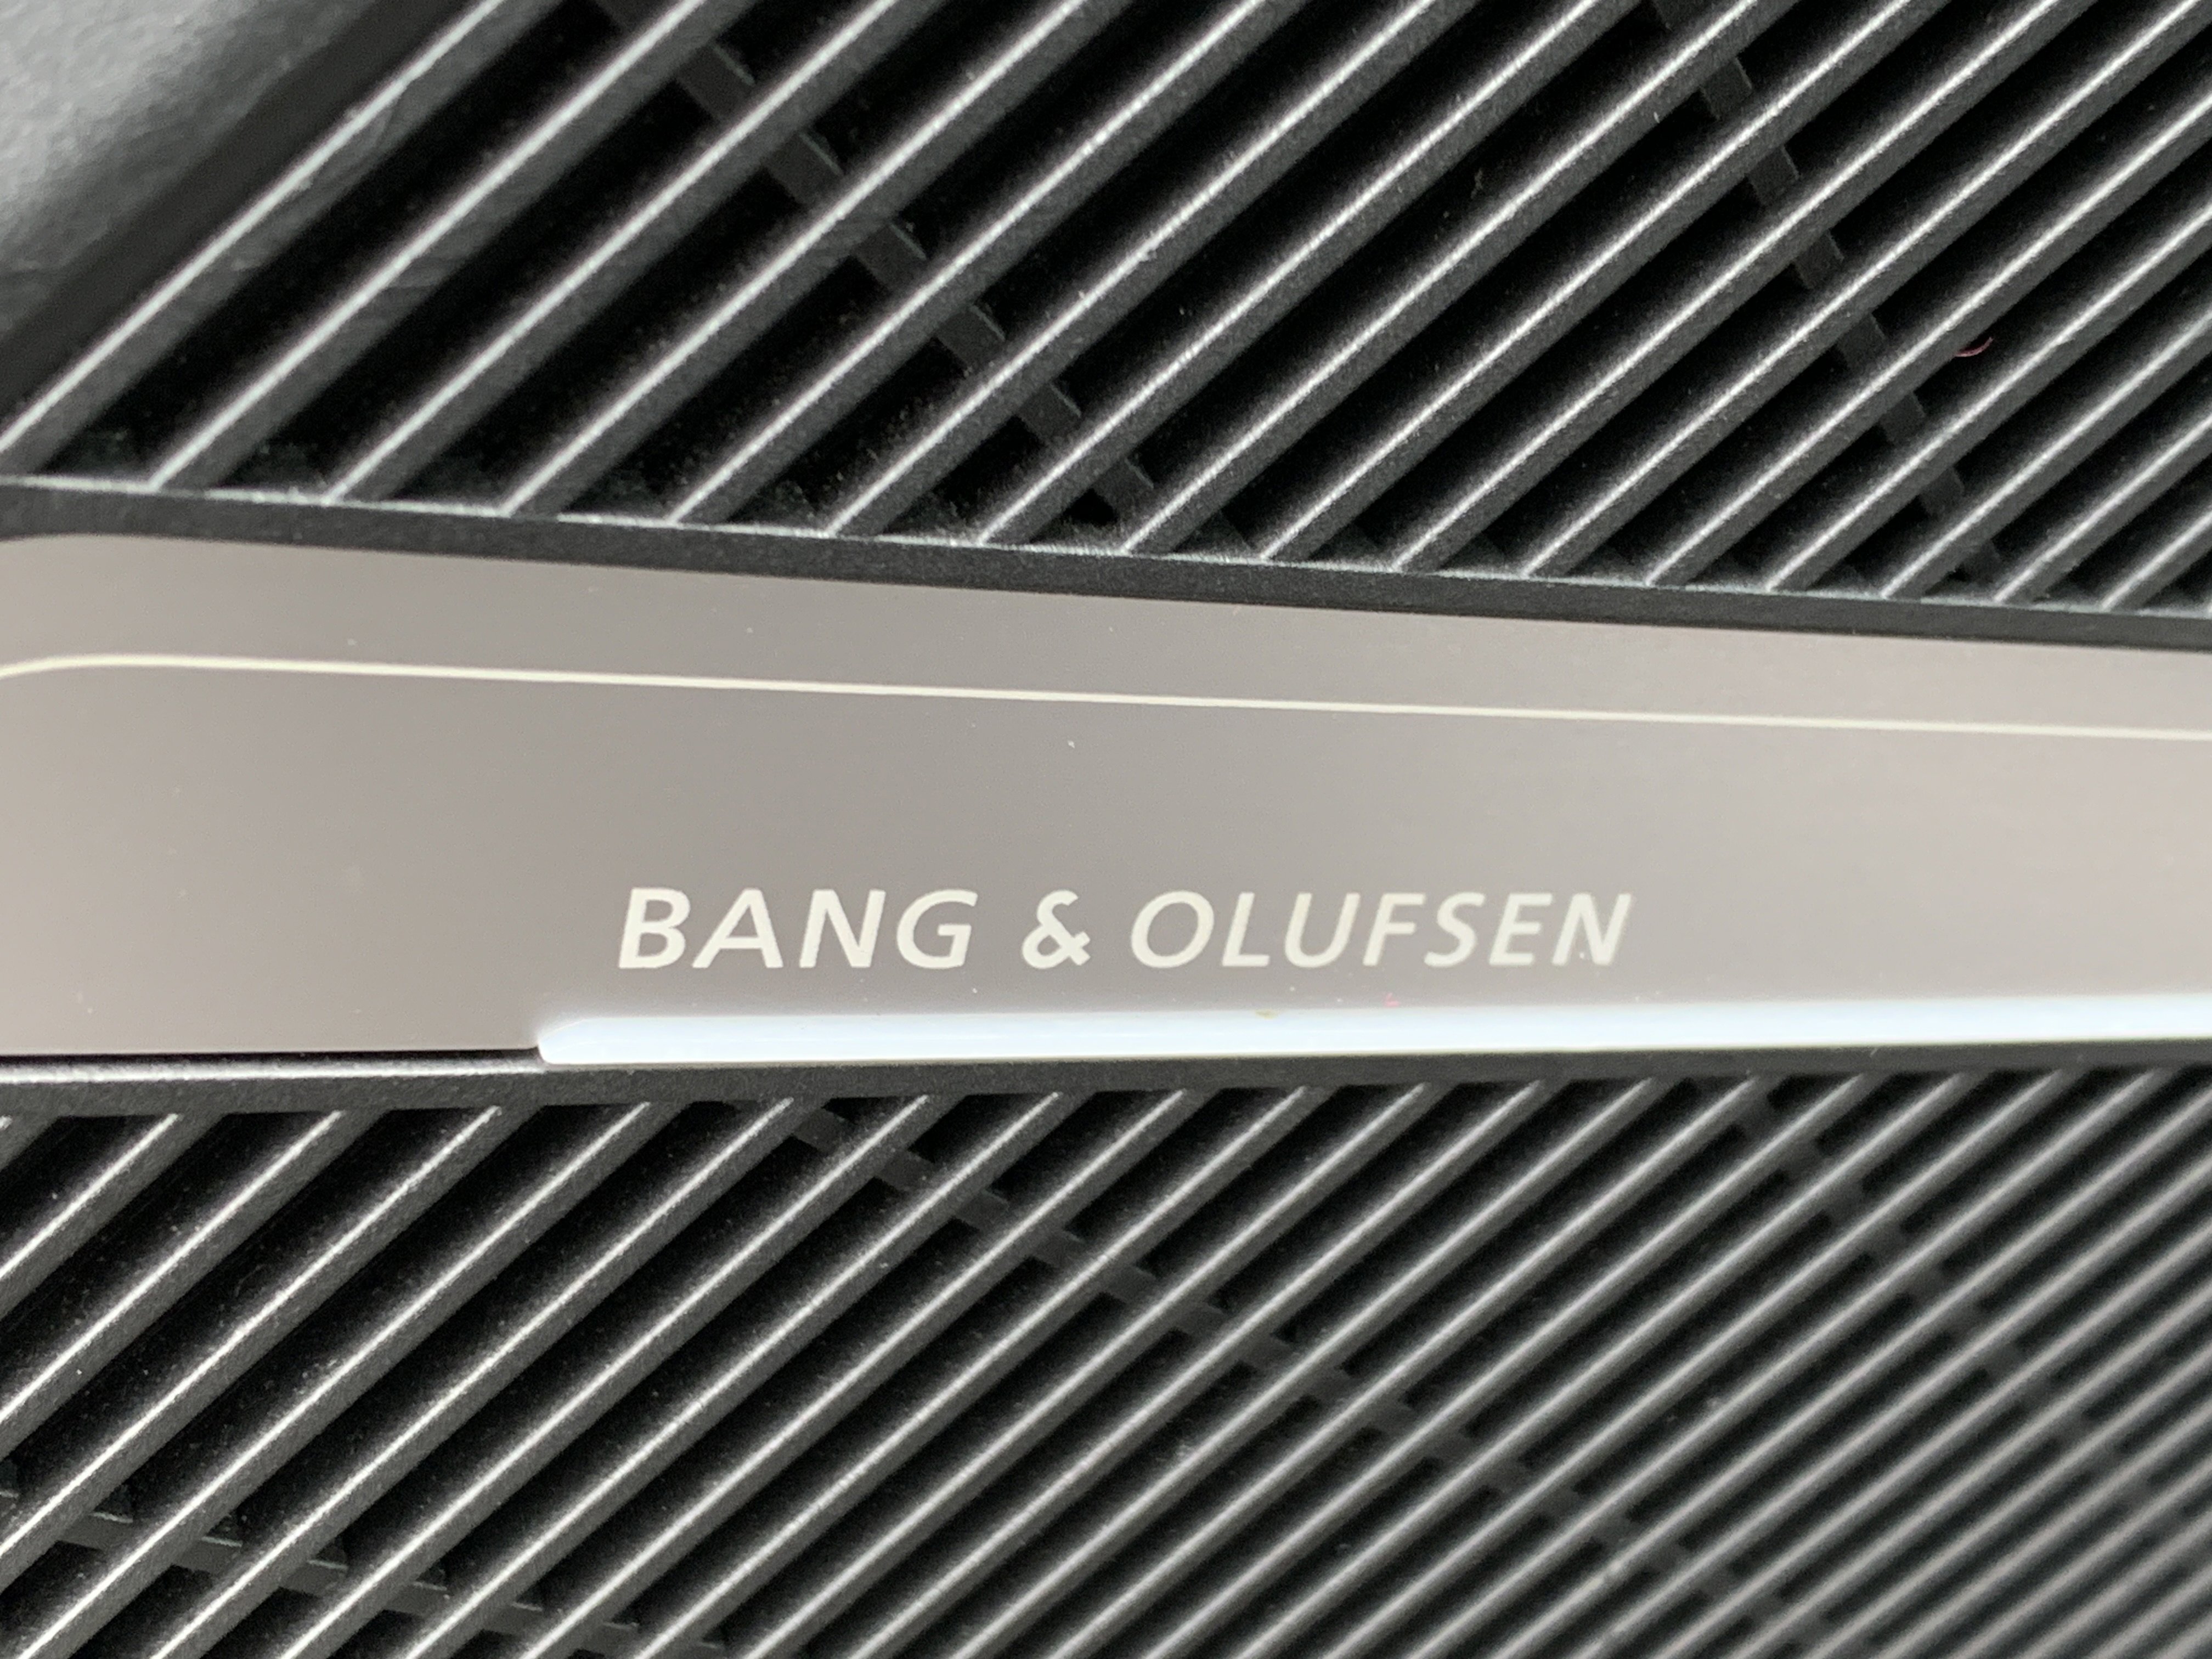 BANG & OLUFSEN